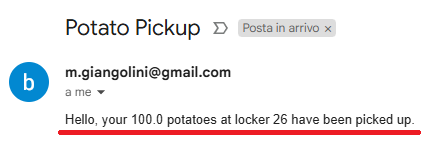 Potato Pickup Posta in arrivo ×
b
m.giangolini@gmail.com
a me
Hello, your 100.0 potatoes at locker 26 have been picked up.